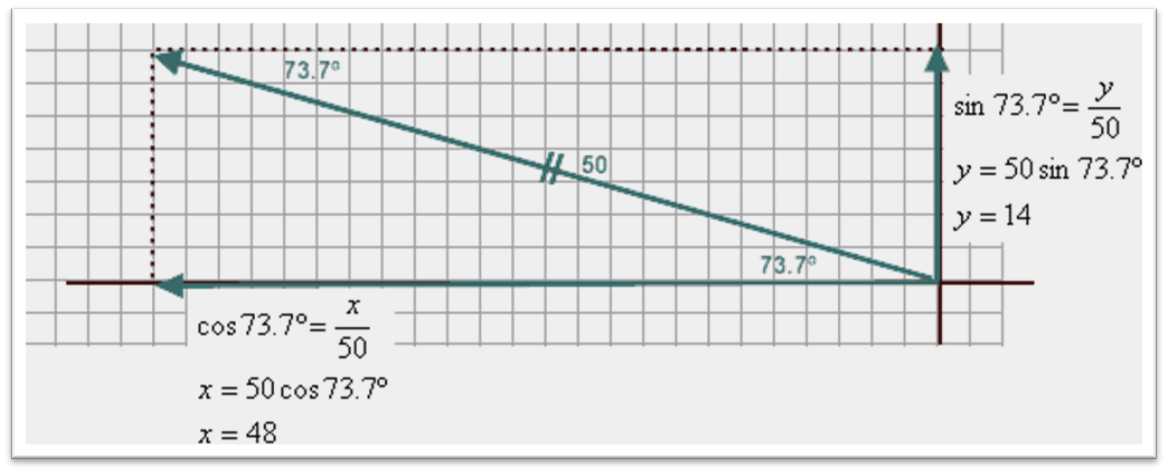 73.7°
50
73.7°
sin 73.7°= y/50
y = 50 sin 73.7°
y = 14
cos 73.7°= x/50
x = 50 cos 73.7°
x = 48